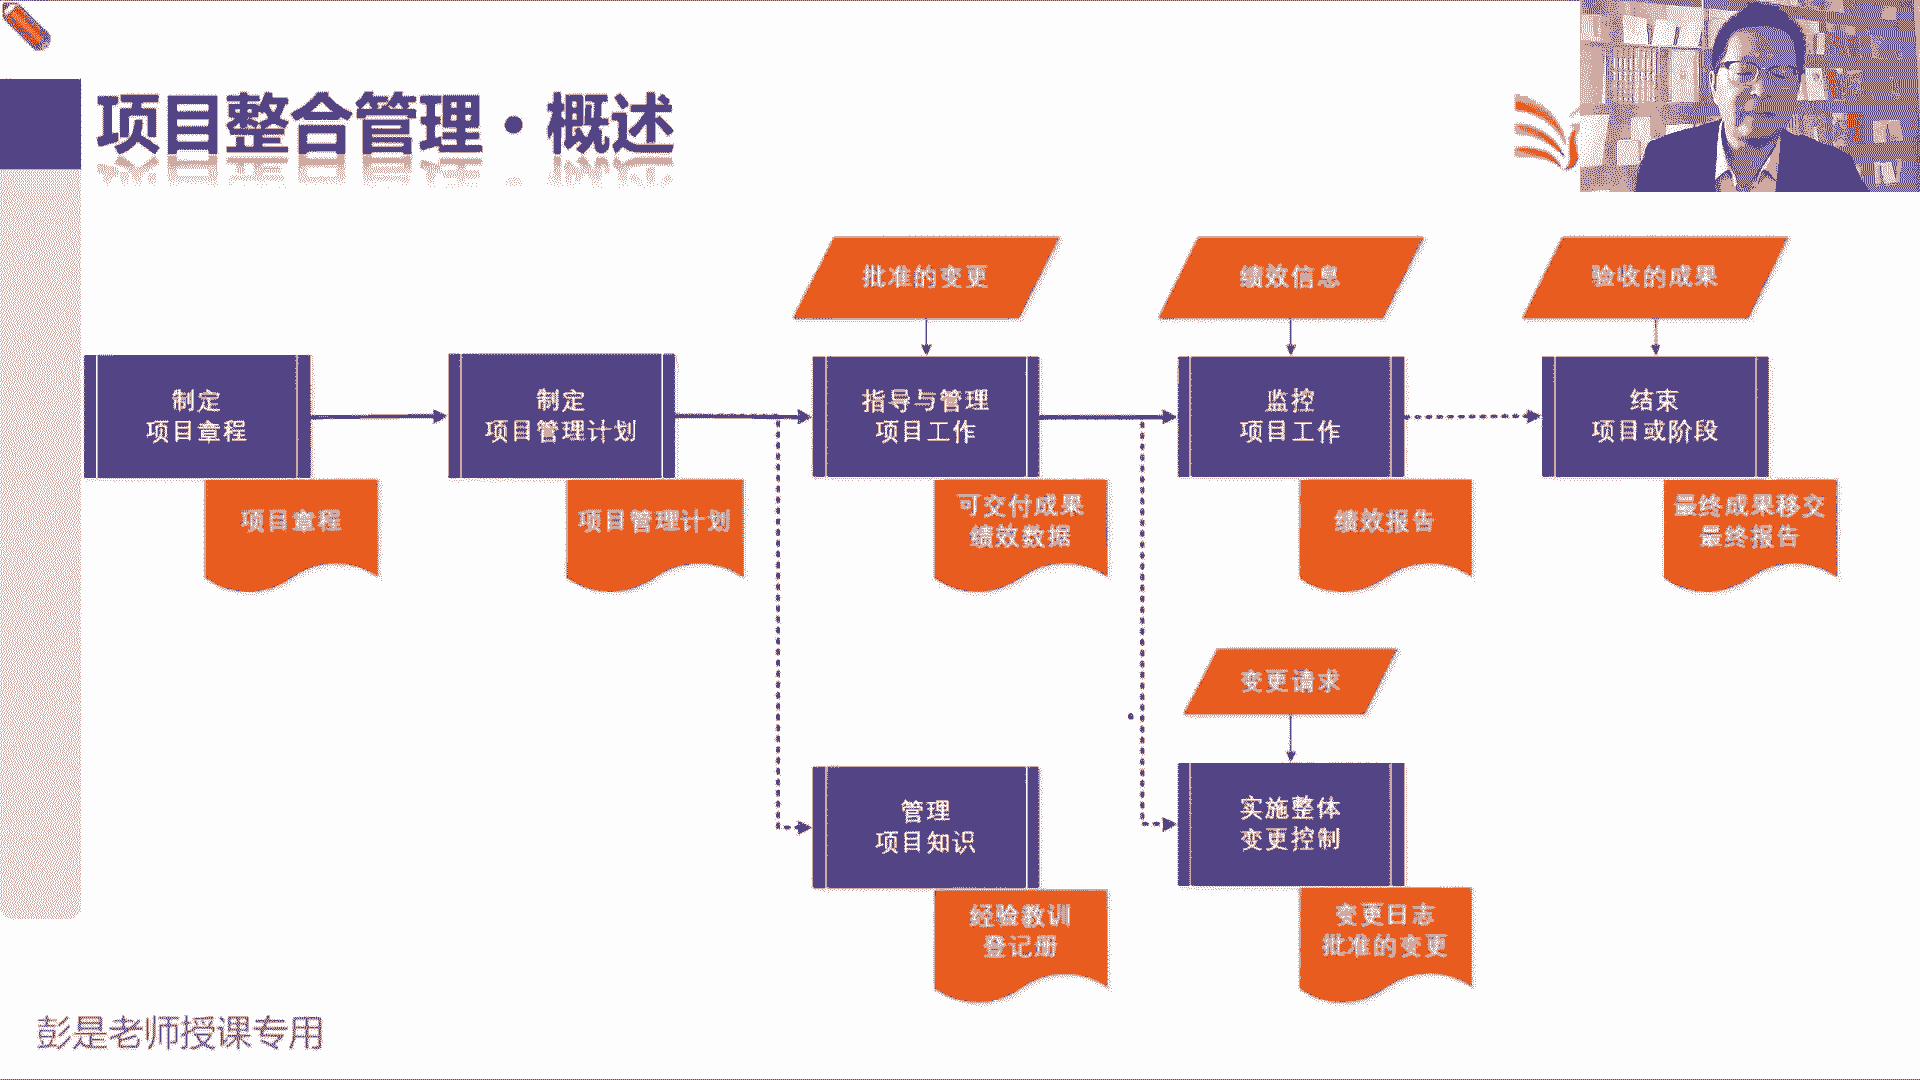 项目整合管理·概述
批准的变更
绩效信息
验收的成果
制定
项目章程
制定
项目管理计划
指导与管理
项目工作
监控
项目工作
结束
项目或阶段
项目章程
项目管理计划
可交付成果
绩效数据
绩效报告
最终成果移交
最终报告
变更请求
管理
项目知识
实施整体
变更控制
经验教训
登记册
变更日志
批准的变更
彭是老师授课专用